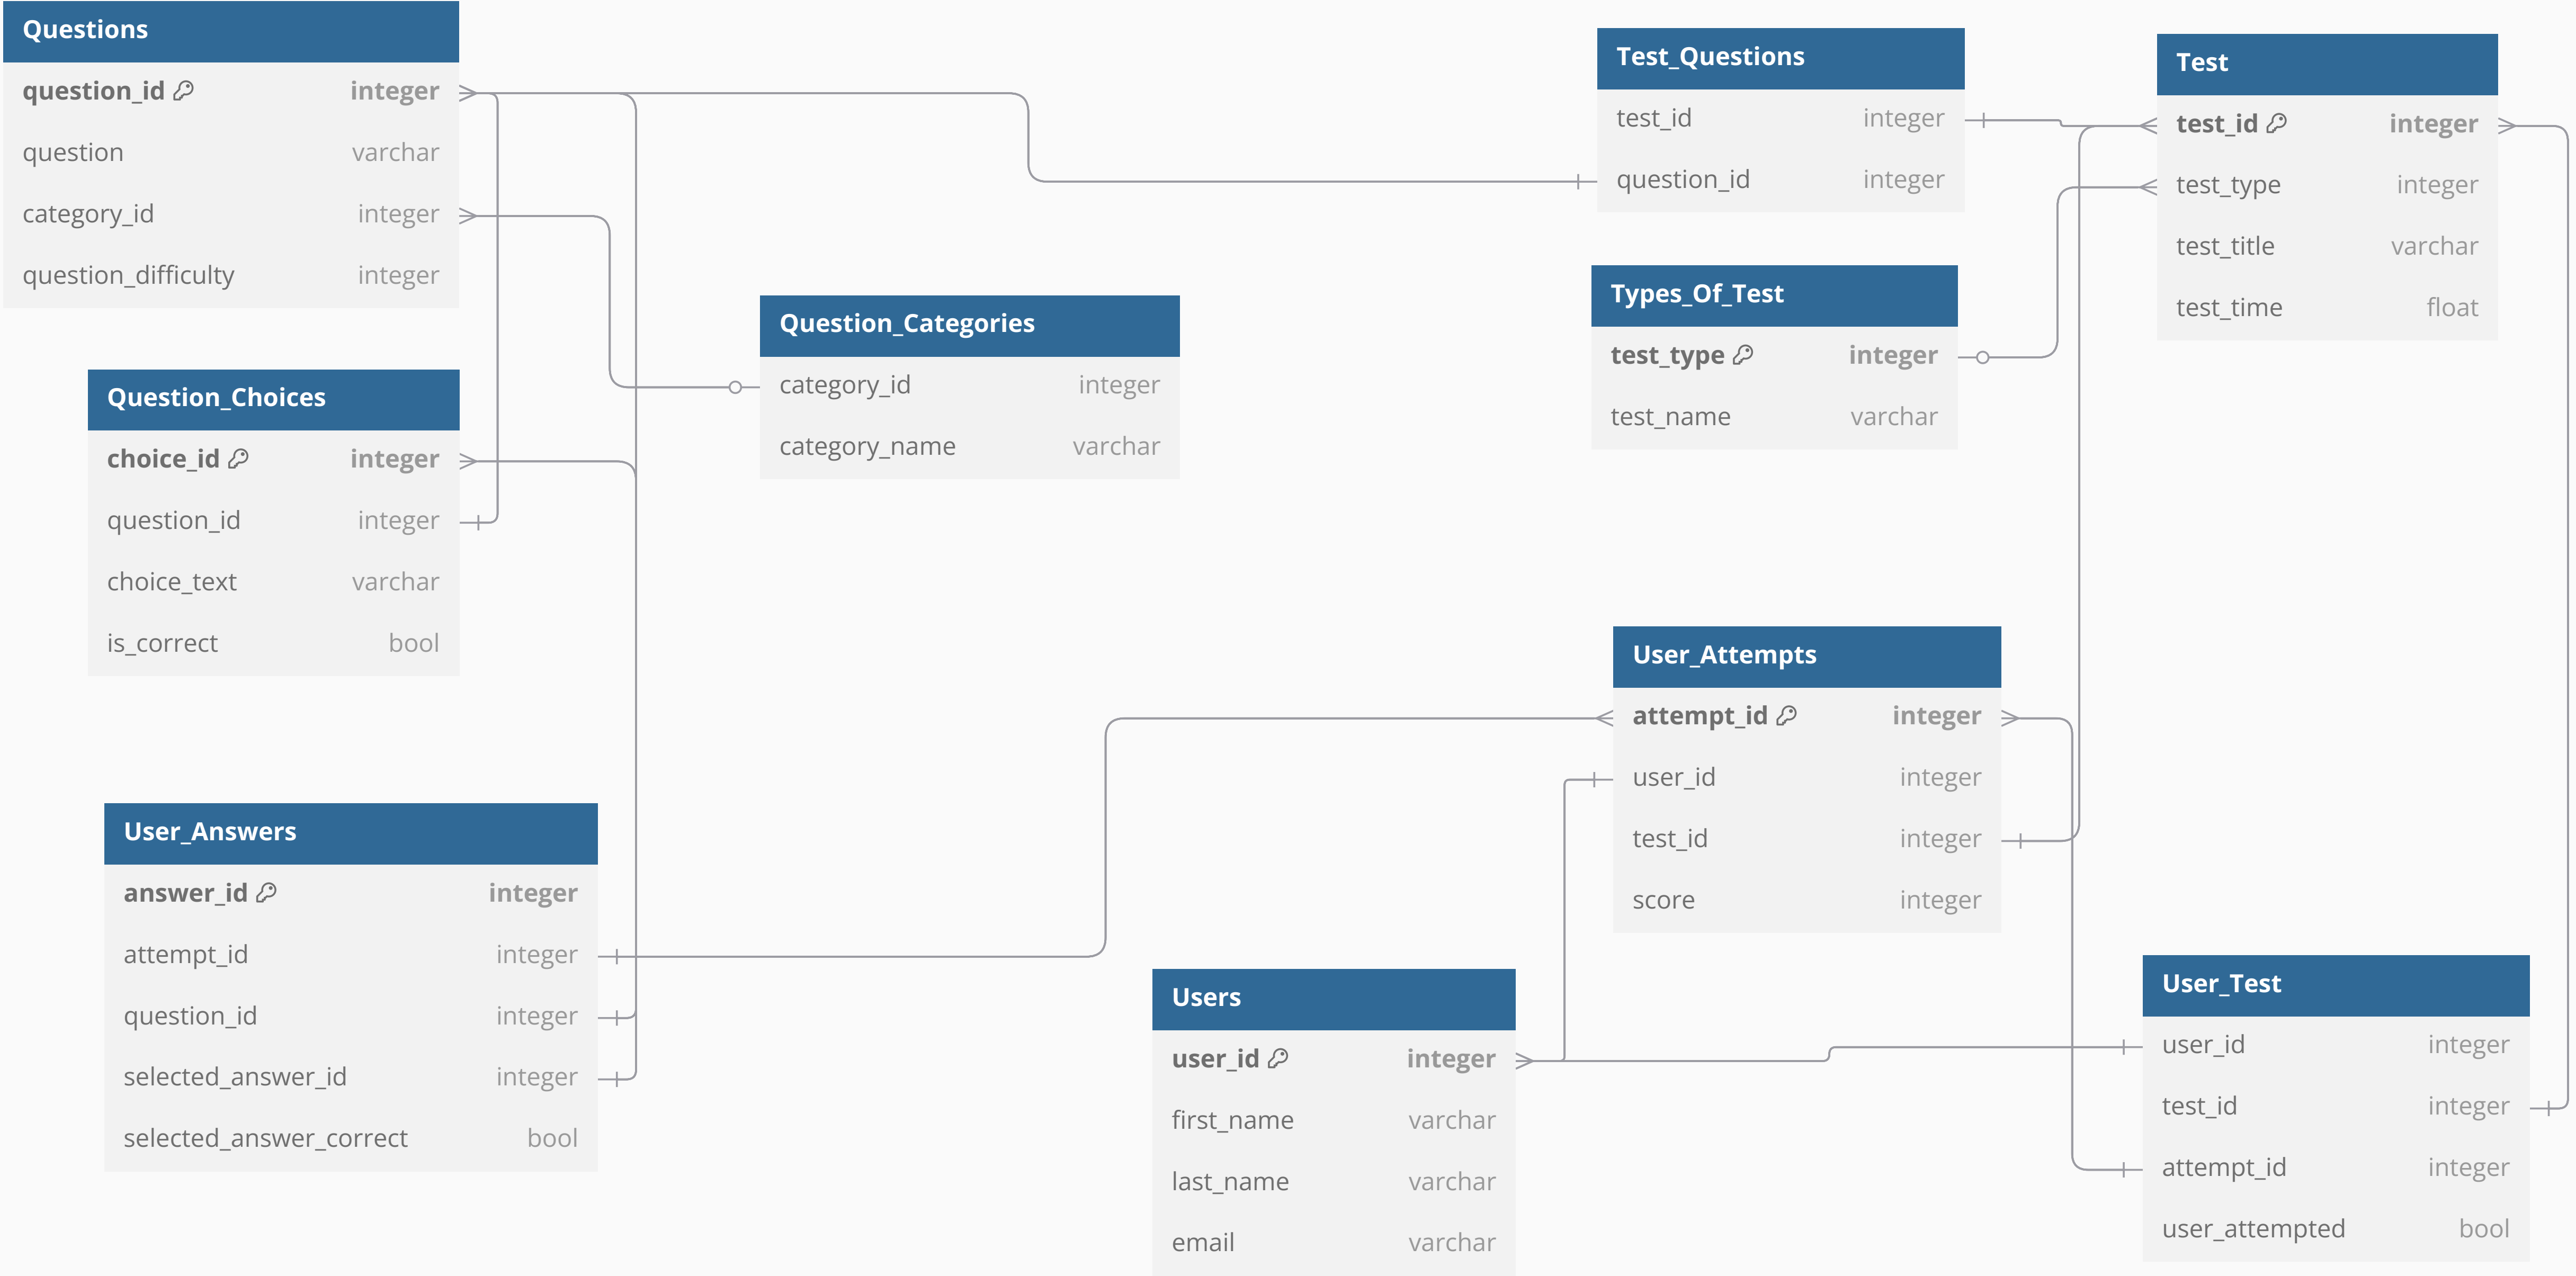 Questions
question_id integer
question varchar
category_id integer
question_difficulty integer
Test_Questions
test_id integer
question_id integer
Test
test_id integer
test_type integer
test_title varchar
test_time float
Question_Categories
category_id integer
category_name varchar
Types_Of_Test
test_type integer
test_name varchar
Question_Choices
choice_id integer
question_id integer
choice_text varchar
is_correct bool
User_Attempts
attempt_id integer
user_id integer
test_id integer
score integer
User_Answers
answer_id integer
attempt_id integer
question_id integer
selected_answer_id integer
selected_answer_correct bool
Users
user_id integer
first_name varchar
last_name varchar
email varchar
User_Test
user_id integer
test_id integer
attempt_id integer
user_attempted bool